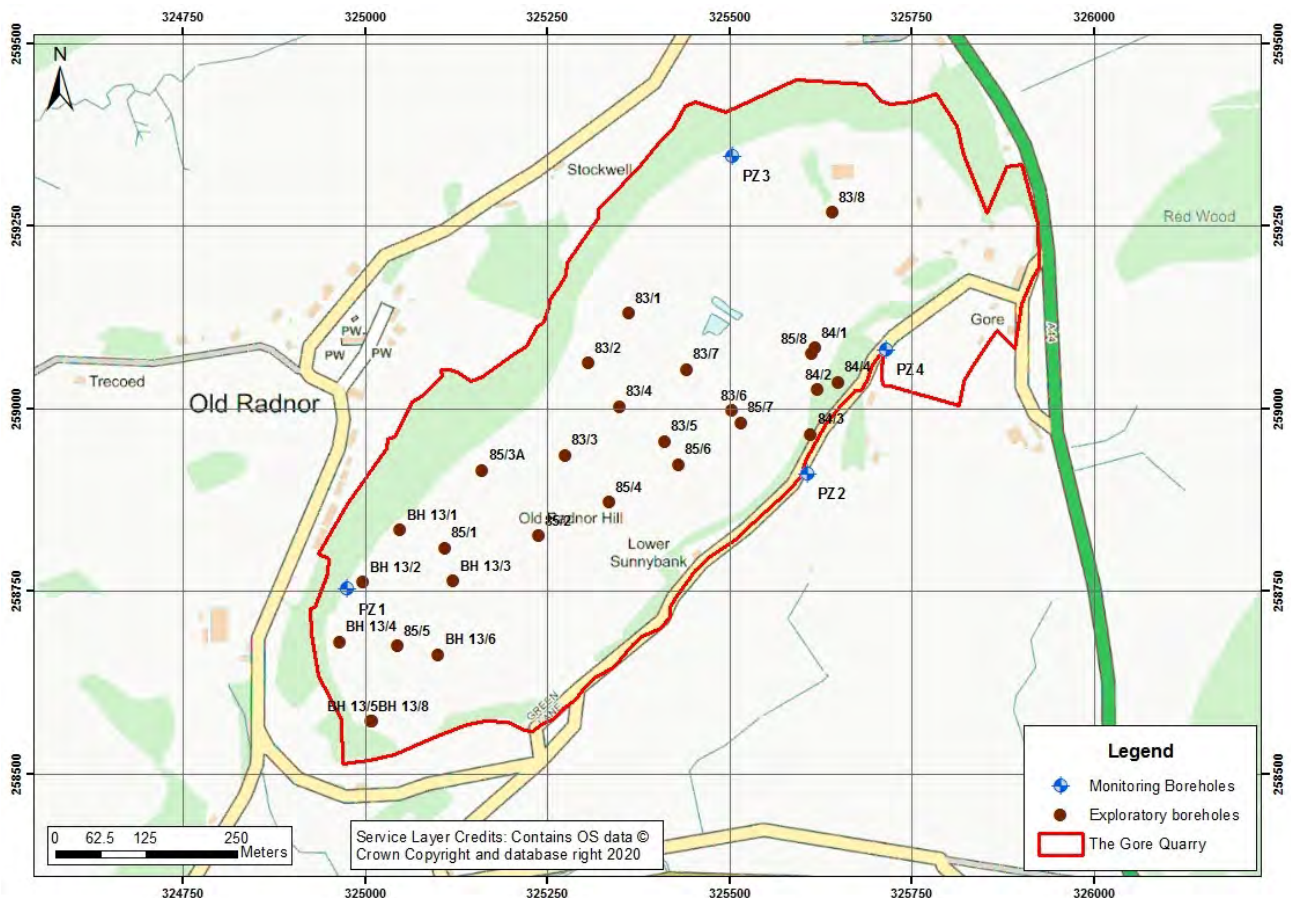 324750 325000 325250 325500 325750 326000
259500 259500
N
Stockwell
PZ 3
83/8
Red Wood
259250 259250
83/1
Gore
PW
PW PW
85/8 84/1
A44
83/2
83/7
PZ 4
Trecoed
84/2 84/4
Old Radnor
83/4
83/6
259000 259000
85/7
84/3
83/5
83/3
85/6
85/3A
PZ 2
85/4
BH 13/1
Old Radnor Hill
85/2
85/1
Lower
Sunnybank
BH 13/2
BH 13/3
258750 258750
PZ 1
BH 13/4
85/5
BH 13/6
BH 13/5 BH 13/8
GREEN
LANE
258500 258500
Legend
Monitoring Boreholes
Exploratory boreholes
The Gore Quarry
0 62.5 125 250
Meters
Service Layer Credits: Contains OS data ©
Crown Copyright and database right 2020
324750 325000 325250 325500 325750 326000